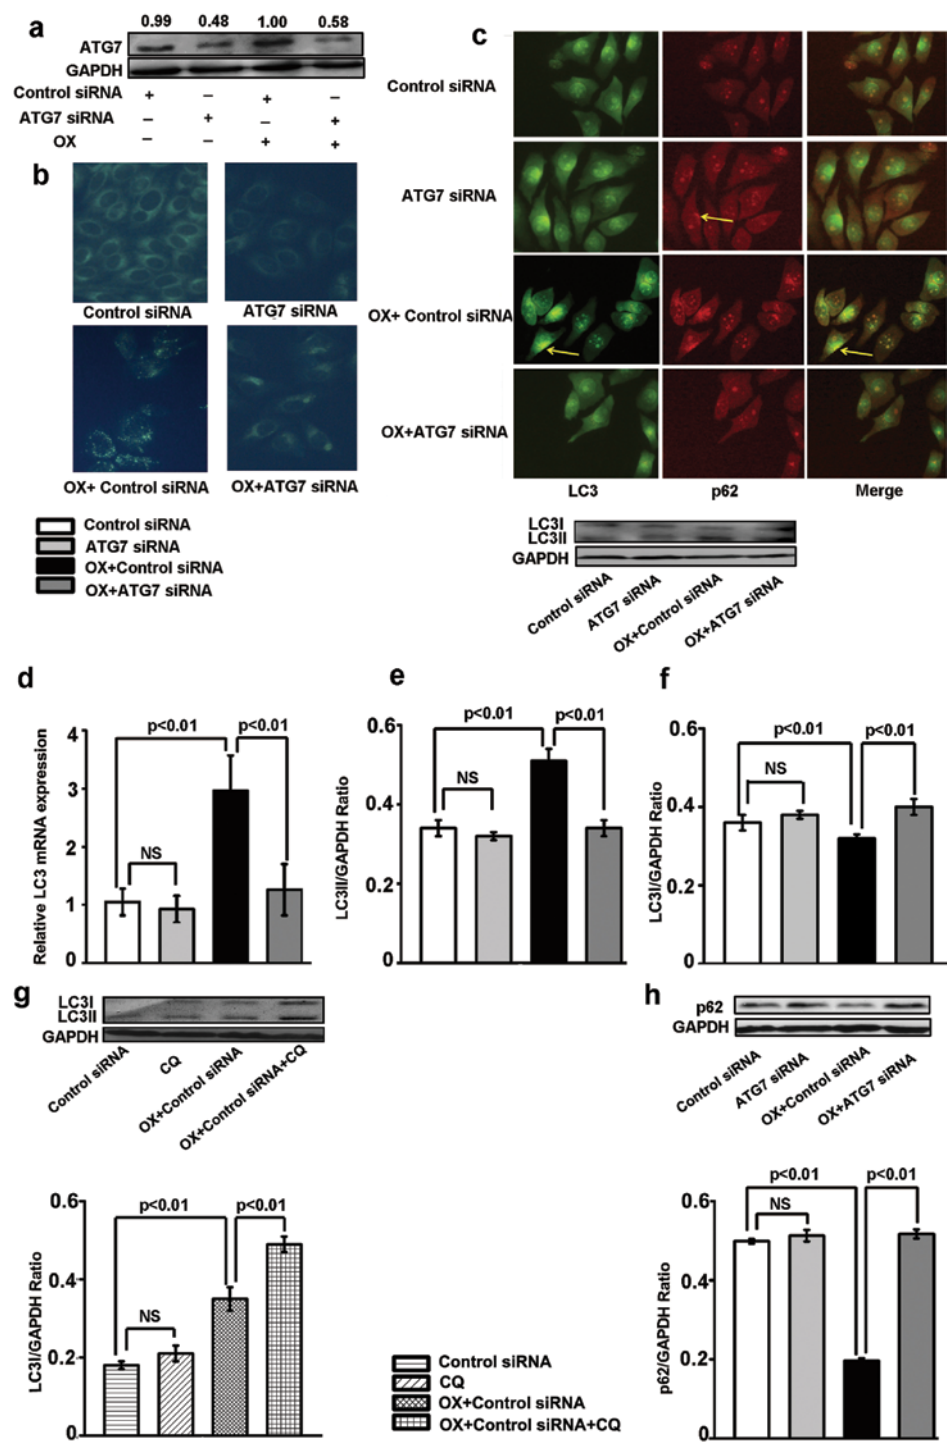 a
0.99 0.48 1.00 0.58
ATG7
GAPDH
Control siRNA + – + –
ATG7 siRNA – + – +
OX – – + +
b
Control siRNA ATG7 siRNA
OX+ Control siRNA OX+ATG7 siRNA
c
Control siRNA
ATG7 siRNA
OX+ Control siRNA
OX+ATG7 siRNA
LC3 p62 Merge
Control siRNA
ATG7 siRNA
OX+Control siRNA
OX+ATG7 siRNA
LC3I
LC3II
GAPDH
Control siRNA
ATG7 siRNA
OX+Control siRNA
OX+ATG7 siRNA
d
Relative LC3 mRNA expression
4
3
2
1
0
p<0.01
p<0.01
NS
e
LC3II/GAPDH Ratio
0.6
0.4
0.2
0
p<0.01
p<0.01
NS
f
LC3I/GAPDH Ratio
0.6
0.4
0.2
0
p<0.01
p<0.01
NS
g
LC3I
LC3II
GAPDH
Control siRNA
CQ
OX+Control siRNA
OX+Control siRNA+CQ
LC3I/GAPDH Ratio
0.6
0.4
0.2
0
p<0.01
p<0.01
NS
Control siRNA
CQ
OX+Control siRNA
OX+Control siRNA+CQ
h
p62
GAPDH
Control siRNA
ATG7 siRNA
OX+Control siRNA
OX+ATG7 siRNA
p62/GAPDH Ratio
0.6
0.4
0.2
0
p<0.01
p<0.01
NS